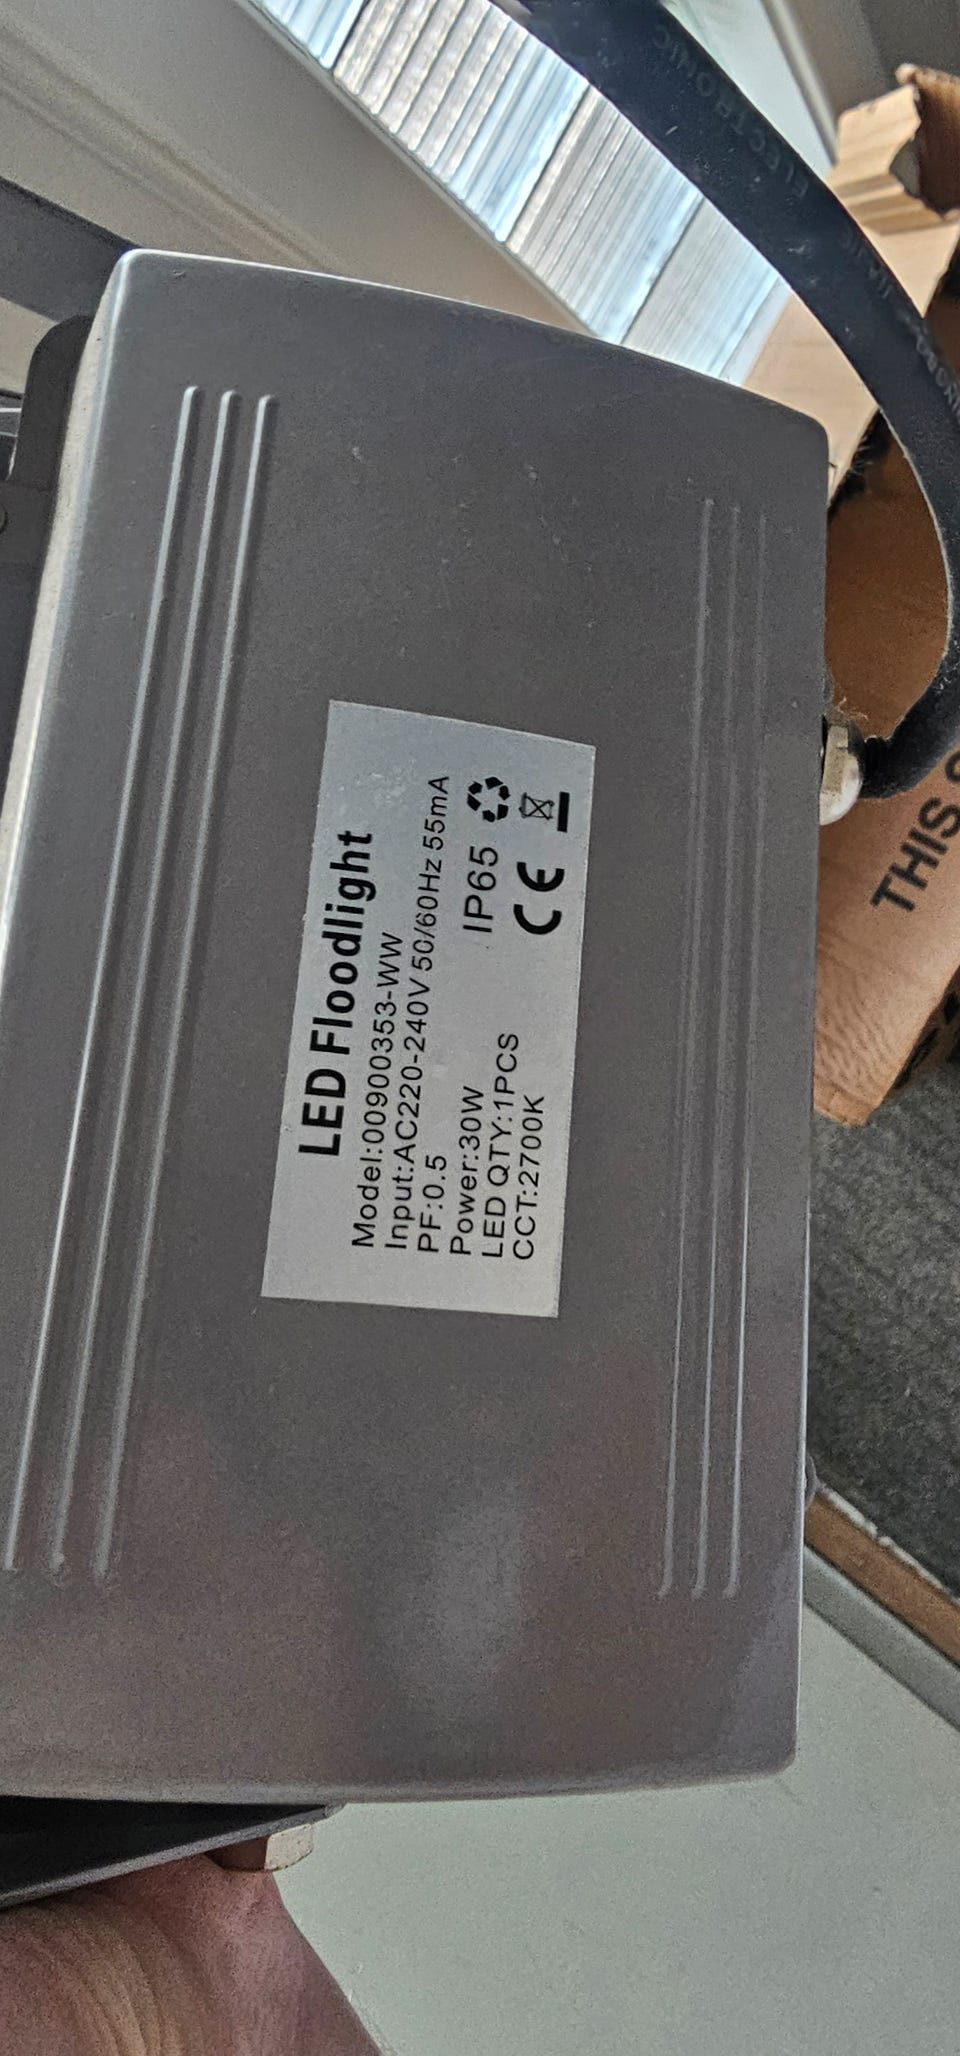 LED Floodlight
Model:00900353-WW
Input:AC220-240V 50/60Hz 55mA
PF:0.5
Power:30W
LED QTY:1PCS
CCT:2700K
IP65
CE
ELECTRONIC
THIS